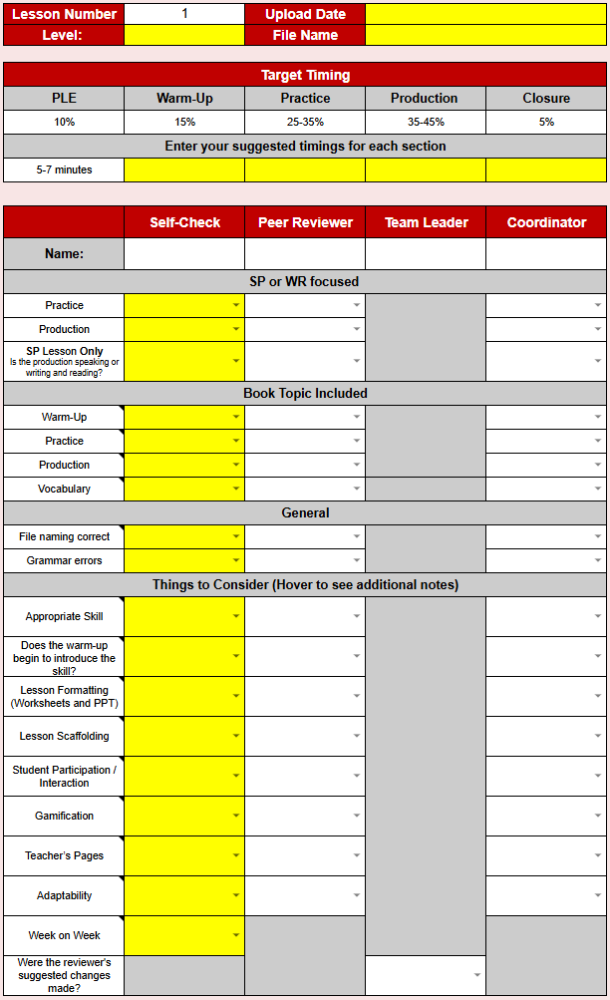 Lesson Number 1 Upload Date
Level: File Name
Target Timing
PLE Warm-Up Practice Production Closure
10% 15% 25-35% 35-45% 5%
Enter your suggested timings for each section
5-7 minutes
Self-Check Peer Reviewer Team Leader Coordinator
Name:
SP or WR focused
Practice
Production
SP Lesson Only
Is the production speaking or
writing and reading?
Book Topic Included
Warm-Up
Practice
Production
Vocabulary
General
File naming correct
Grammar errors
Things to Consider (Hover to see additional notes)
Appropriate Skill
Does the warm-up
begin to introduce the
skill?
Lesson Formatting
(Worksheets and PPT)
Lesson Scaffolding
Student Participation /
Interaction
Gamification
Teacher's Pages
Adaptability
Week on Week
Were the reviewer's
suggested changes
made?